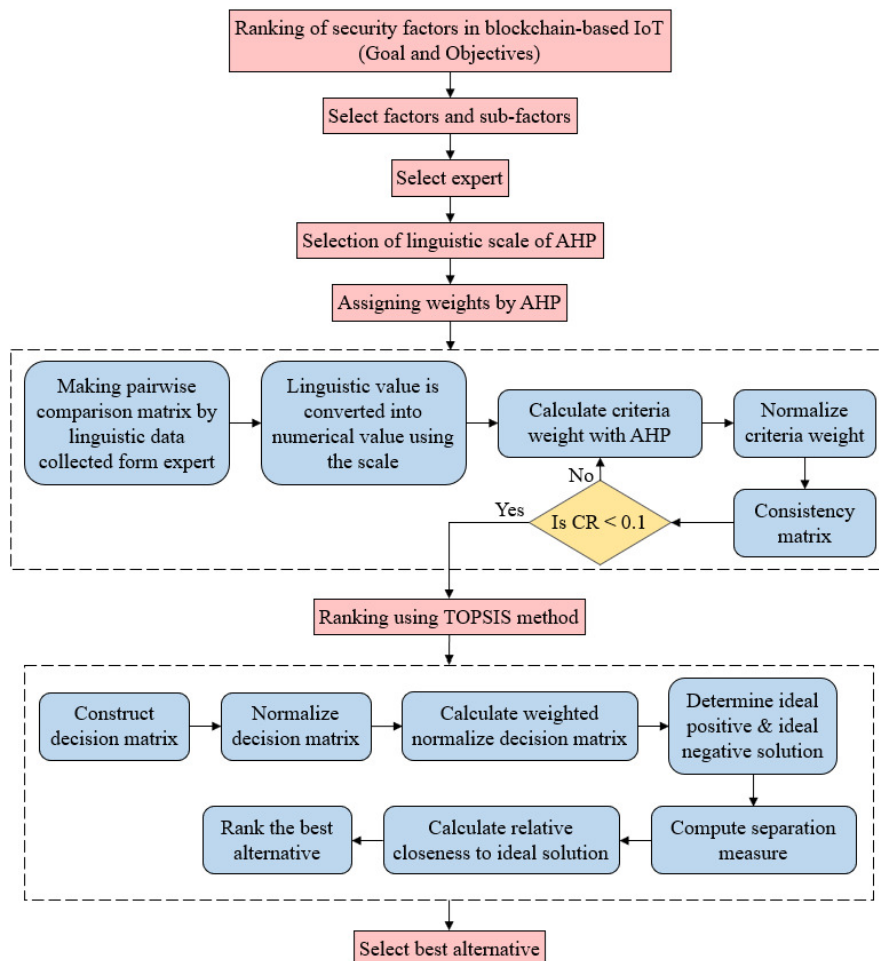 Ranking of security factors in blockchain-based IoT
(Goal and Objectives)
Select factors and sub-factors
Select expert
Selection of linguistic scale of AHP
Assigning weights by AHP
Making pairwise
comparison matrix by
linguistic data
collected form expert
Linguistic value is
converted into
numerical value using
the scale
Calculate criteria
weight with AHP
Normalize
criteria weight
Consistency
matrix
Is CR < 0.1
No
Yes
Ranking using TOPSIS method
Construct
decision matrix
Normalize
decision matrix
Calculate weighted
normalize decision matrix
Determine ideal
positive & ideal
negative solution
Compute separation
measure
Calculate relative
closeness to ideal solution
Rank the best
alternative
Select best alternative